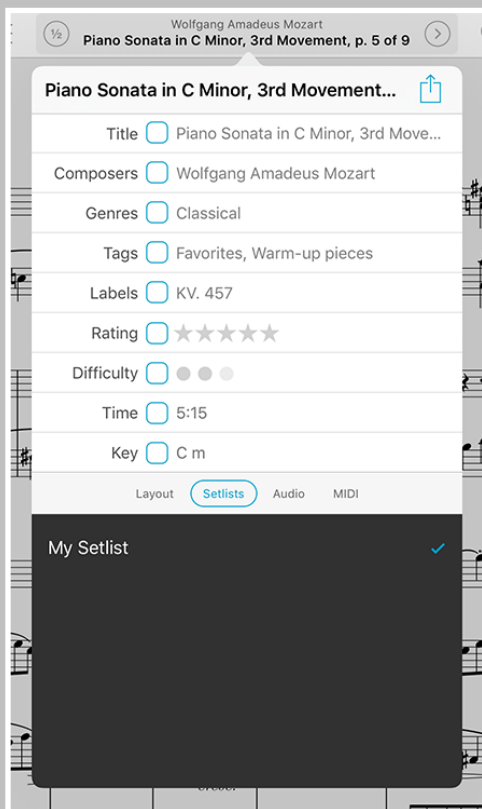 ½
Wolfgang Amadeus Mozart
Piano Sonata in C Minor, 3rd Movement, p. 5 of 9
Piano Sonata in C Minor, 3rd Movement...
Title Piano Sonata in C Minor, 3rd Move...
Composers Wolfgang Amadeus Mozart
Genres Classical
Tags Favorites, Warm-up pieces
Labels KV. 457
Rating
Difficulty
Time 5:15
Key C m
Layout Setlists Audio MIDI
My Setlist